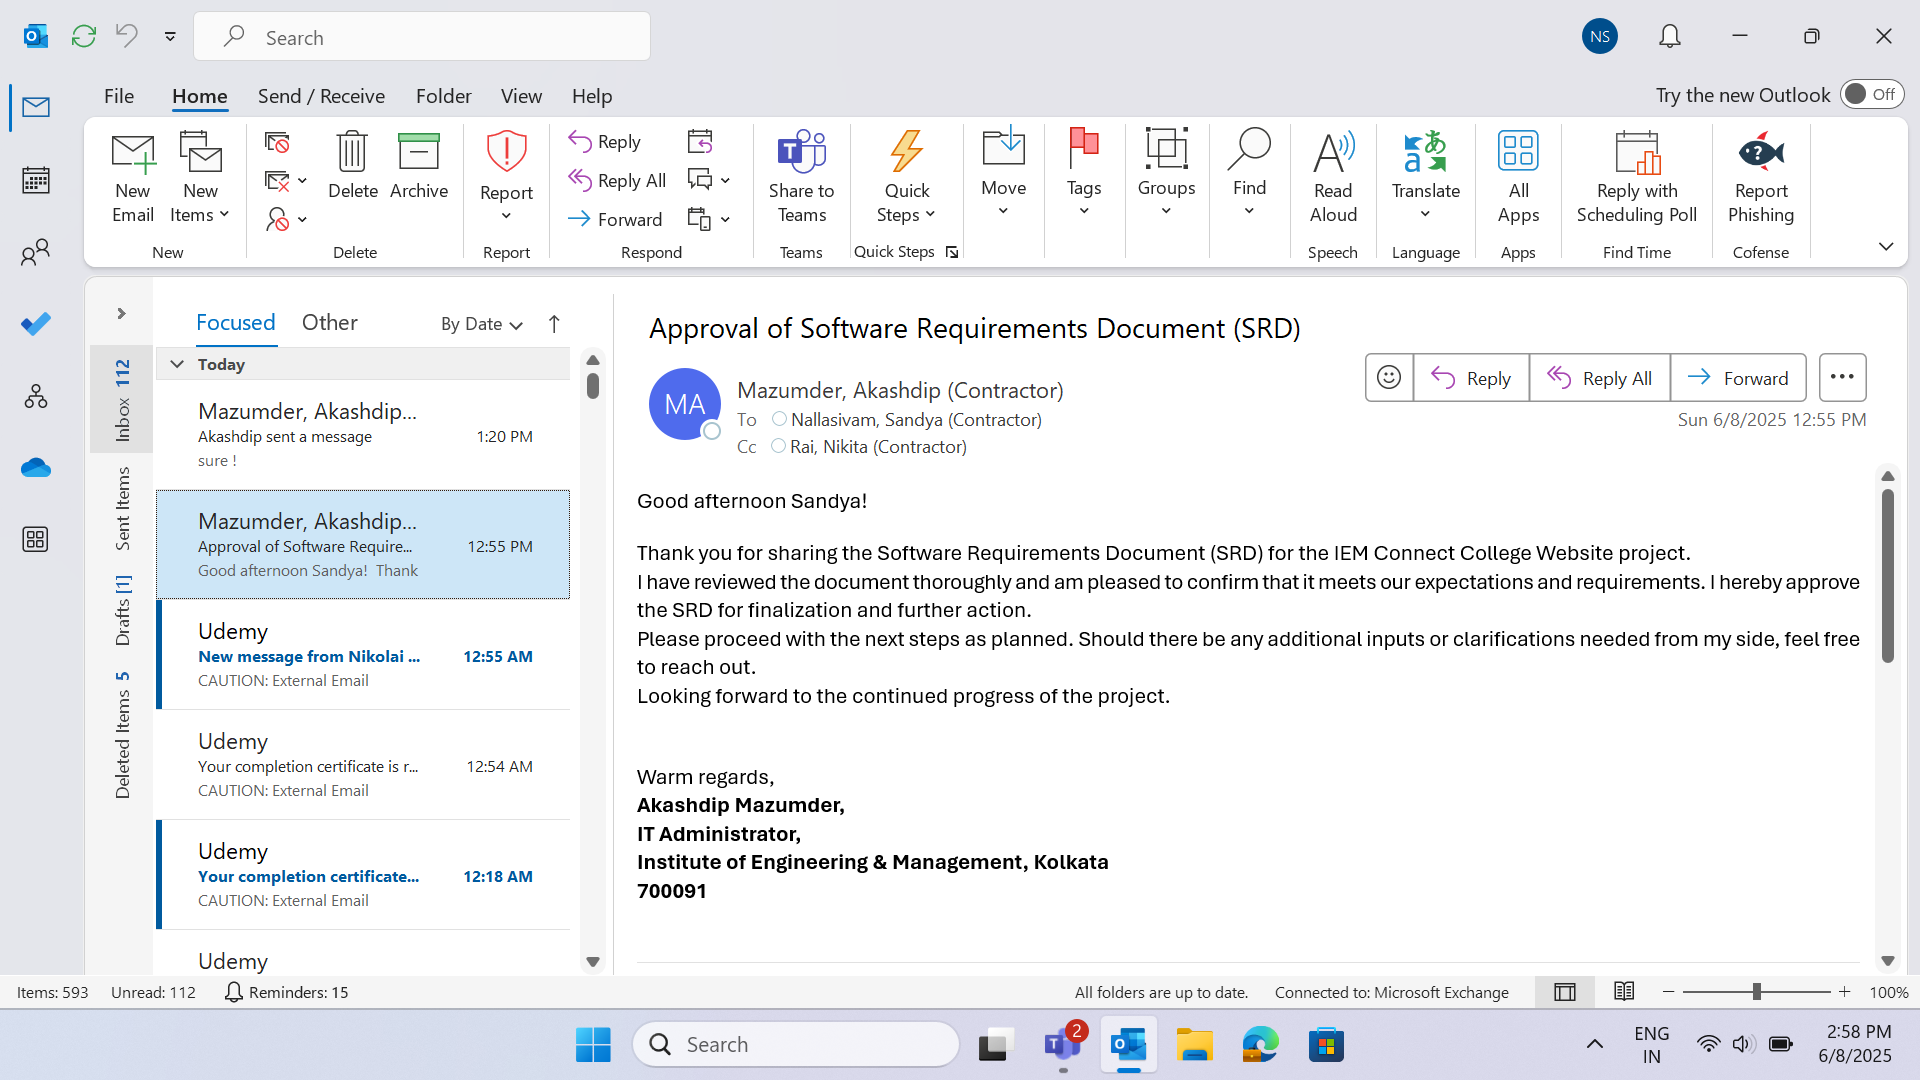 Search
NS
File
Home
Send / Receive
Folder
View
Help
Try the new Outlook
Off
New Email
New Items
New
Delete
Archive
Delete
Report
Report
Reply
Reply All
Forward
Respond
Share to Teams
Teams
Quick Steps
Quick Steps
Move
Tags
Groups
Find
Read Aloud
Speech
Translate
Language
All Apps
Apps
Reply with Scheduling Poll
Find Time
Report Phishing
Cofense
Inbox 112
Sent Items
Drafts [1]
Deleted Items 5
Focused
Other
By Date
Today
Mazumder, Akashdip...
Akashdip sent a message 1:20 PM
sure !
Mazumder, Akashdip...
Approval of Software Require... 12:55 PM
Good afternoon Sandya! Thank
Udemy
New message from Nikolai ... 12:55 AM
CAUTION: External Email
Udemy
Your completion certificate is r... 12:54 AM
CAUTION: External Email
Udemy
Your completion certificate... 12:18 AM
CAUTION: External Email
Udemy
Approval of Software Requirements Document (SRD)
MA
Mazumder, Akashdip (Contractor)
To Nallasivam, Sandya (Contractor)
Cc Rai, Nikita (Contractor)
Reply
Reply All
Forward
Sun 6/8/2025 12:55 PM
Good afternoon Sandya!
Thank you for sharing the Software Requirements Document (SRD) for the IEM Connect College Website project.
I have reviewed the document thoroughly and am pleased to confirm that it meets our expectations and requirements. I hereby approve
the SRD for finalization and further action.
Please proceed with the next steps as planned. Should there be any additional inputs or clarifications needed from my side, feel free
to reach out.
Looking forward to the continued progress of the project.
Warm regards,
Akashdip Mazumder,
IT Administrator,
Institute of Engineering & Management, Kolkata
700091
Items: 593
Unread: 112
Reminders: 15
All folders are up to date.
Connected to: Microsoft Exchange
100%
Search
2
ENG
IN
2:58 PM
6/8/2025